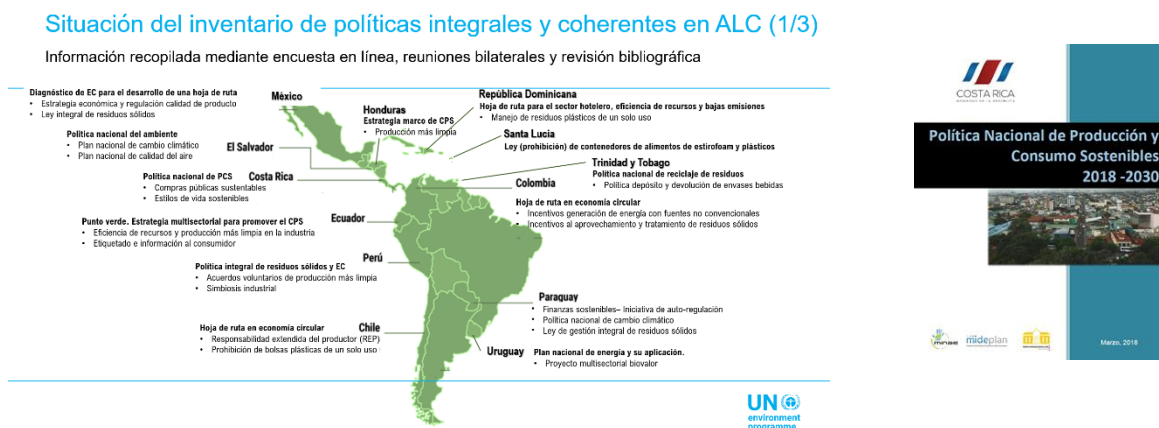 Situación del inventario de políticas integrales y coherentes en ALC (1/3)
Información recopilada mediante encuesta en línea, reuniones bilaterales y revisión bibliográfica
Diagnóstico de EC para el desarrollo de una hoja de ruta
• Estrategia económica y regulación calidad de producto
• Ley integral de residuos sólidos
México
Política nacional del ambiente
• Plan nacional de cambio climático
• Plan nacional de calidad del aire
El Salvador
Política nacional de PCS
• Compras públicas sustentables
• Estilos de vida sostenibles
Costa Rica
Punto verde. Estrategia multisectorial para promover el CPS
• Eficiencia de recursos y producción más limpia en la industria
• Etiquetado e información al consumidor
Ecuador
Política integral de residuos sólidos y EC
• Acuerdos voluntarios de producción más limpia
• Simbiosis industrial
Perú
Hoja de ruta en economía circular
• Responsabilidad extendida del productor (REP)
• Prohibición de bolsas plásticas de un solo uso
Chile
Honduras
Estrategia marco de CPS
• Producción más limpia
República Dominicana
Hoja de ruta para el sector hotelero, eficiencia de recursos y bajas emisiones
• Manejo de residuos plásticos de un solo uso
Santa Lucia
Ley (prohibición) de contenedores de alimentos de estirofoam y plásticos
Trinidad y Tobago
Política nacional de reciclaje de residuos
• Política depósito y devolución de envases bebidas
Colombia
Hoja de ruta en economía circular
• Incentivos generación de energía con fuentes no convencionales
• Incentivos al aprovechamiento y tratamiento de residuos sólidos
Paraguay
• Finanzas sostenibles– Iniciativa de auto-regulación
• Política nacional de cambio climático
• Ley de gestión integral de residuos sólidos
Uruguay
Plan nacional de energía y su aplicación.
• Proyecto multisectorial biovalor
UN
environment
programme
COSTA RICA
Política Nacional de Producción y
Consumo Sostenibles
2018 -2030
minae
mideplan
Marzo, 2018